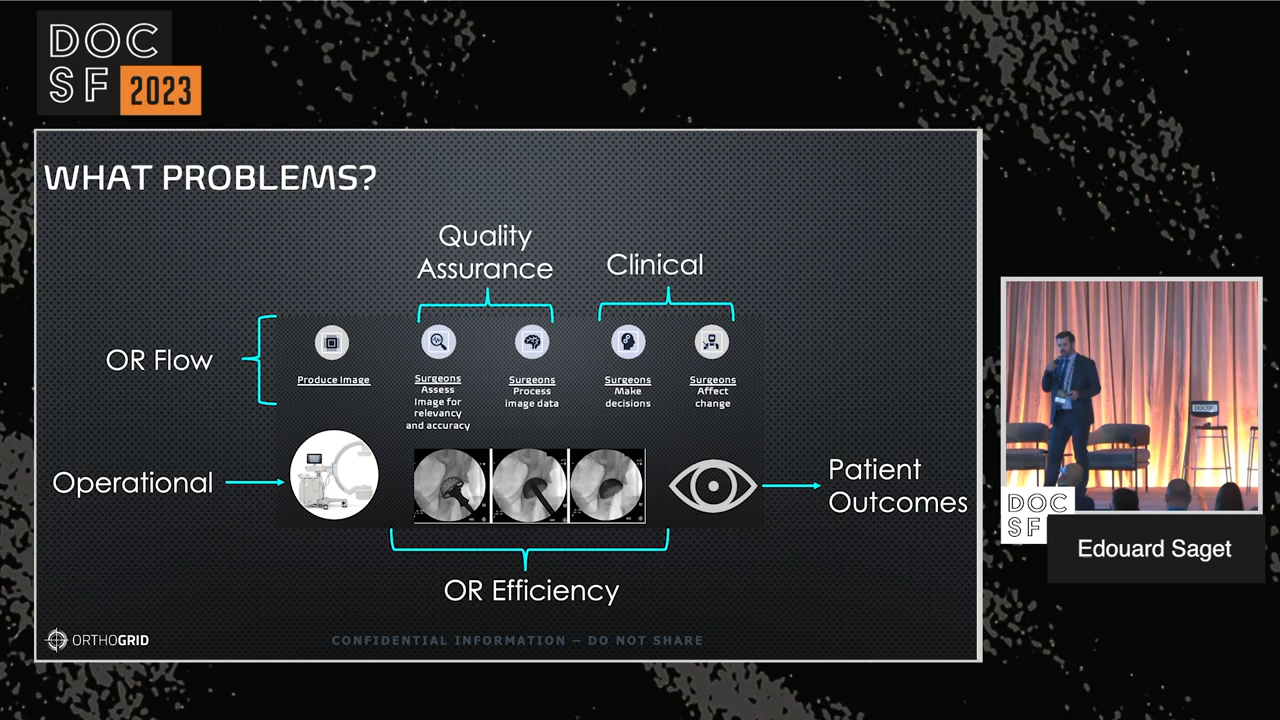 DOC
SF 2023
WHAT PROBLEMS?
Quality
Assurance
Clinical
OR Flow
Produce Image
Surgeons
Assess
Image for
relevancy
and accuracy
Surgeons
Process
image data
Surgeons
Make
decisions
Surgeons
Affect
change
Operational
Patient
Outcomes
OR Efficiency
ORTHOGRID
CONFIDENTIAL INFORMATION – DO NOT SHARE
DOCSF
DOC
SF
Edouard Saget